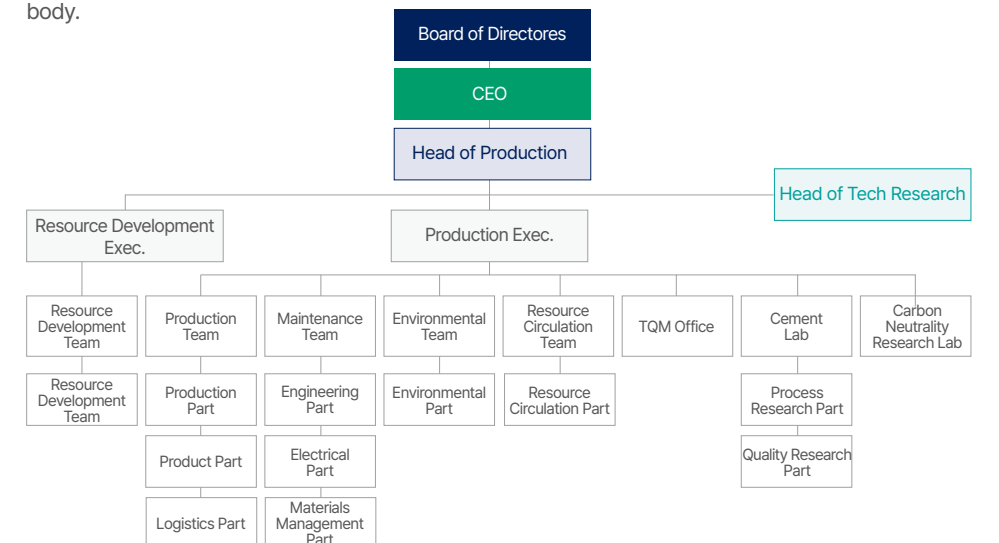 body.
Board of Directores
CEO
Head of Production
Head of Tech Research
Resource Development
Exec.
Production Exec.
Resource
Development
Team
Production
Team
Maintenance
Team
Environmental
Team
Resource
Circulation
Team
TQM Office
Cement
Lab
Carbon
Neutrality
Research Lab
Resource
Development
Team
Production
Part
Engineering
Part
Environmental
Part
Resource
Circulation Part
Process
Research Part
Product Part
Electrical
Part
Quality Research
Part
Logistics Part
Materials
Management
Part